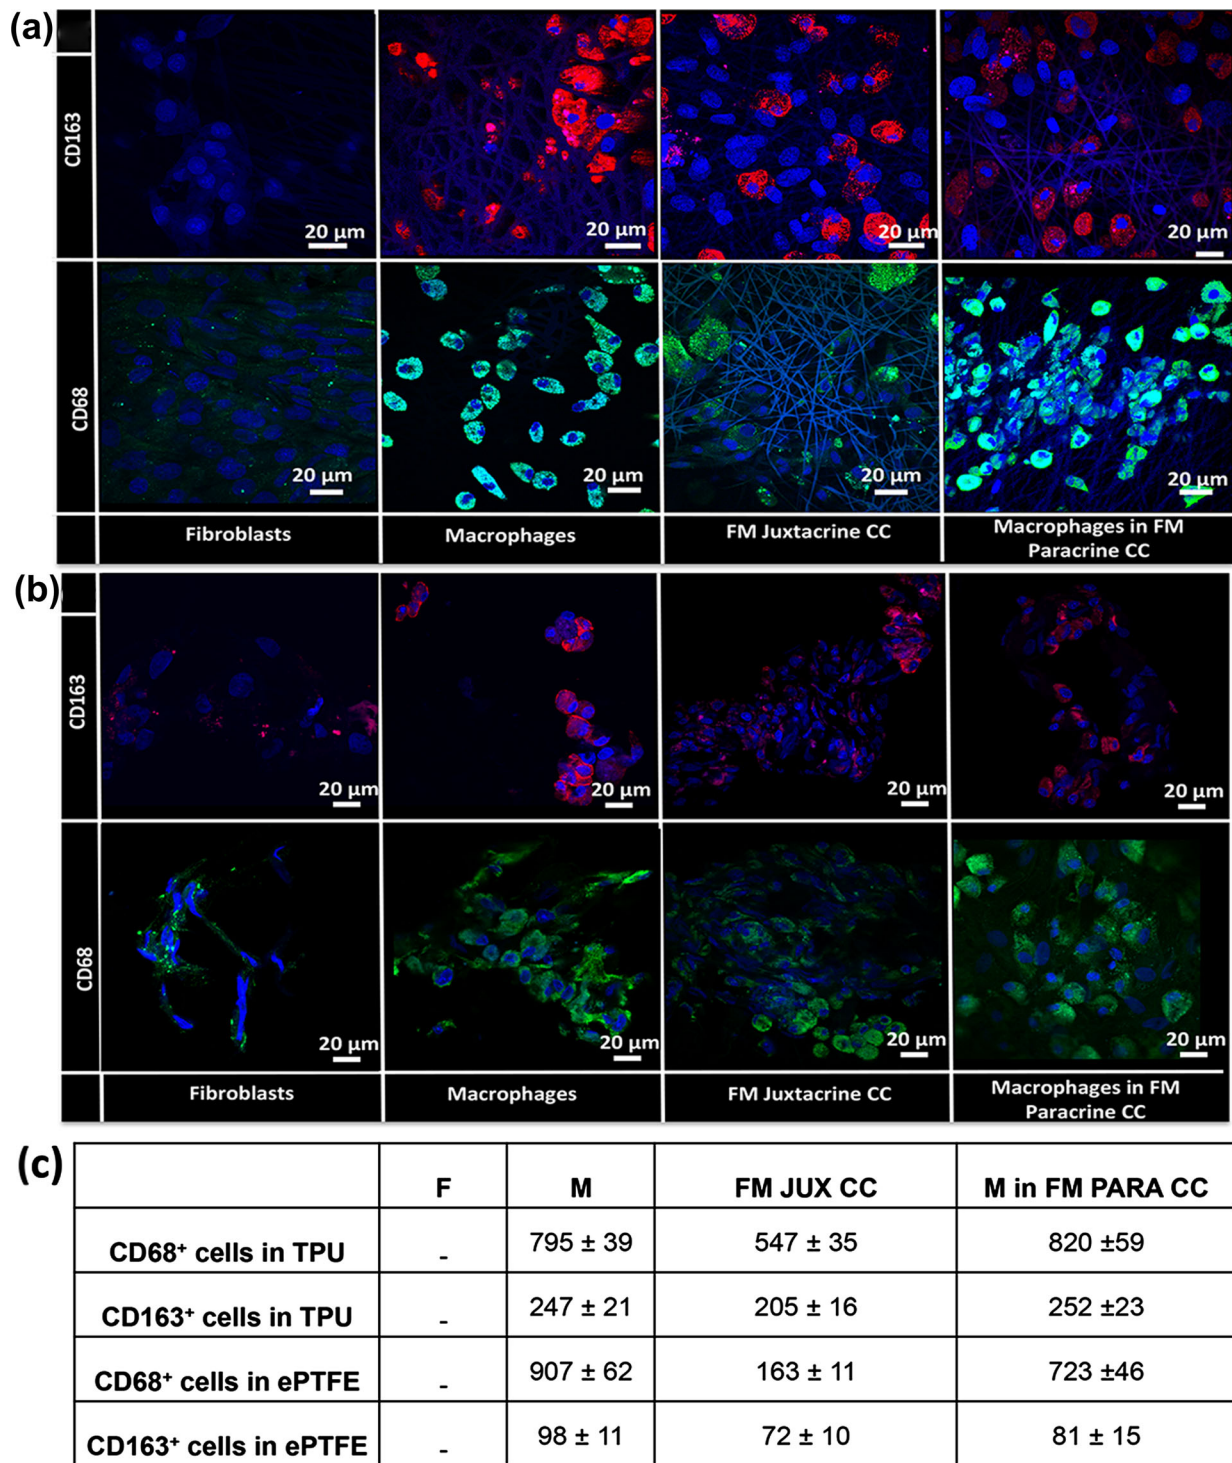 (a)
CD163
20 µm
20 µm
20 µm
20 µm
CD68
20 µm
20 µm
20 µm
20 µm
Fibroblasts
Macrophages
FM Juxtacrine CC
Macrophages in FM
Paracrine CC
(b)
CD163
20 µm
20 µm
20 µm
20 µm
CD68
20 µm
20 µm
20 µm
20 µm
Fibroblasts
Macrophages
FM Juxtacrine CC
Macrophages in FM
Paracrine CC
(c)
F M FM JUX CC M in FM PARA CC
CD68⁺ cells in TPU - 795 ± 39 547 ± 35 820 ±59
CD163⁺ cells in TPU - 247 ± 21 205 ± 16 252 ±23
CD68⁺ cells in ePTFE - 907 ± 62 163 ± 11 723 ±46
CD163⁺ cells in ePTFE - 98 ± 11 72 ± 10 81 ± 15